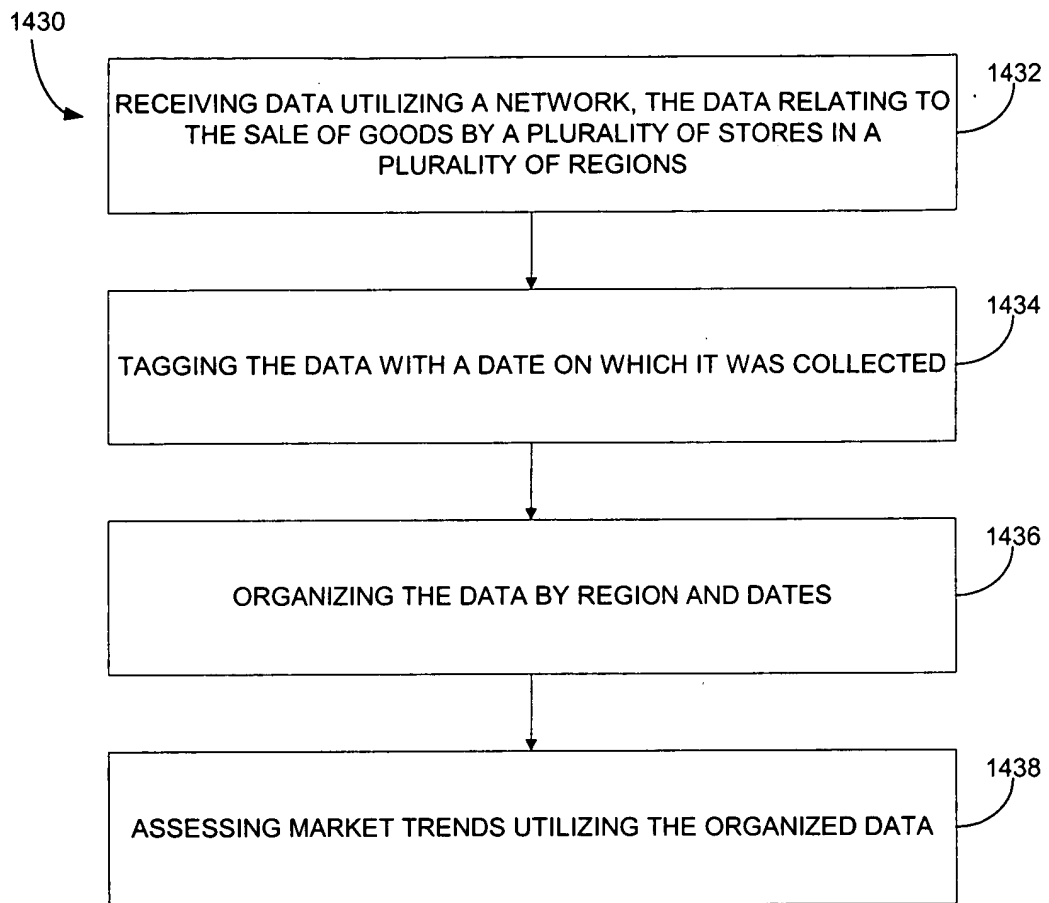 1430
1432
RECEIVING DATA UTILIZING A NETWORK, THE DATA RELATING TO
THE SALE OF GOODS BY A PLURALITY OF STORES IN A
PLURALITY OF REGIONS
1434
TAGGING THE DATA WITH A DATE ON WHICH IT WAS COLLECTED
1436
ORGANIZING THE DATA BY REGION AND DATES
1438
ASSESSING MARKET TRENDS UTILIZING THE ORGANIZED DATA